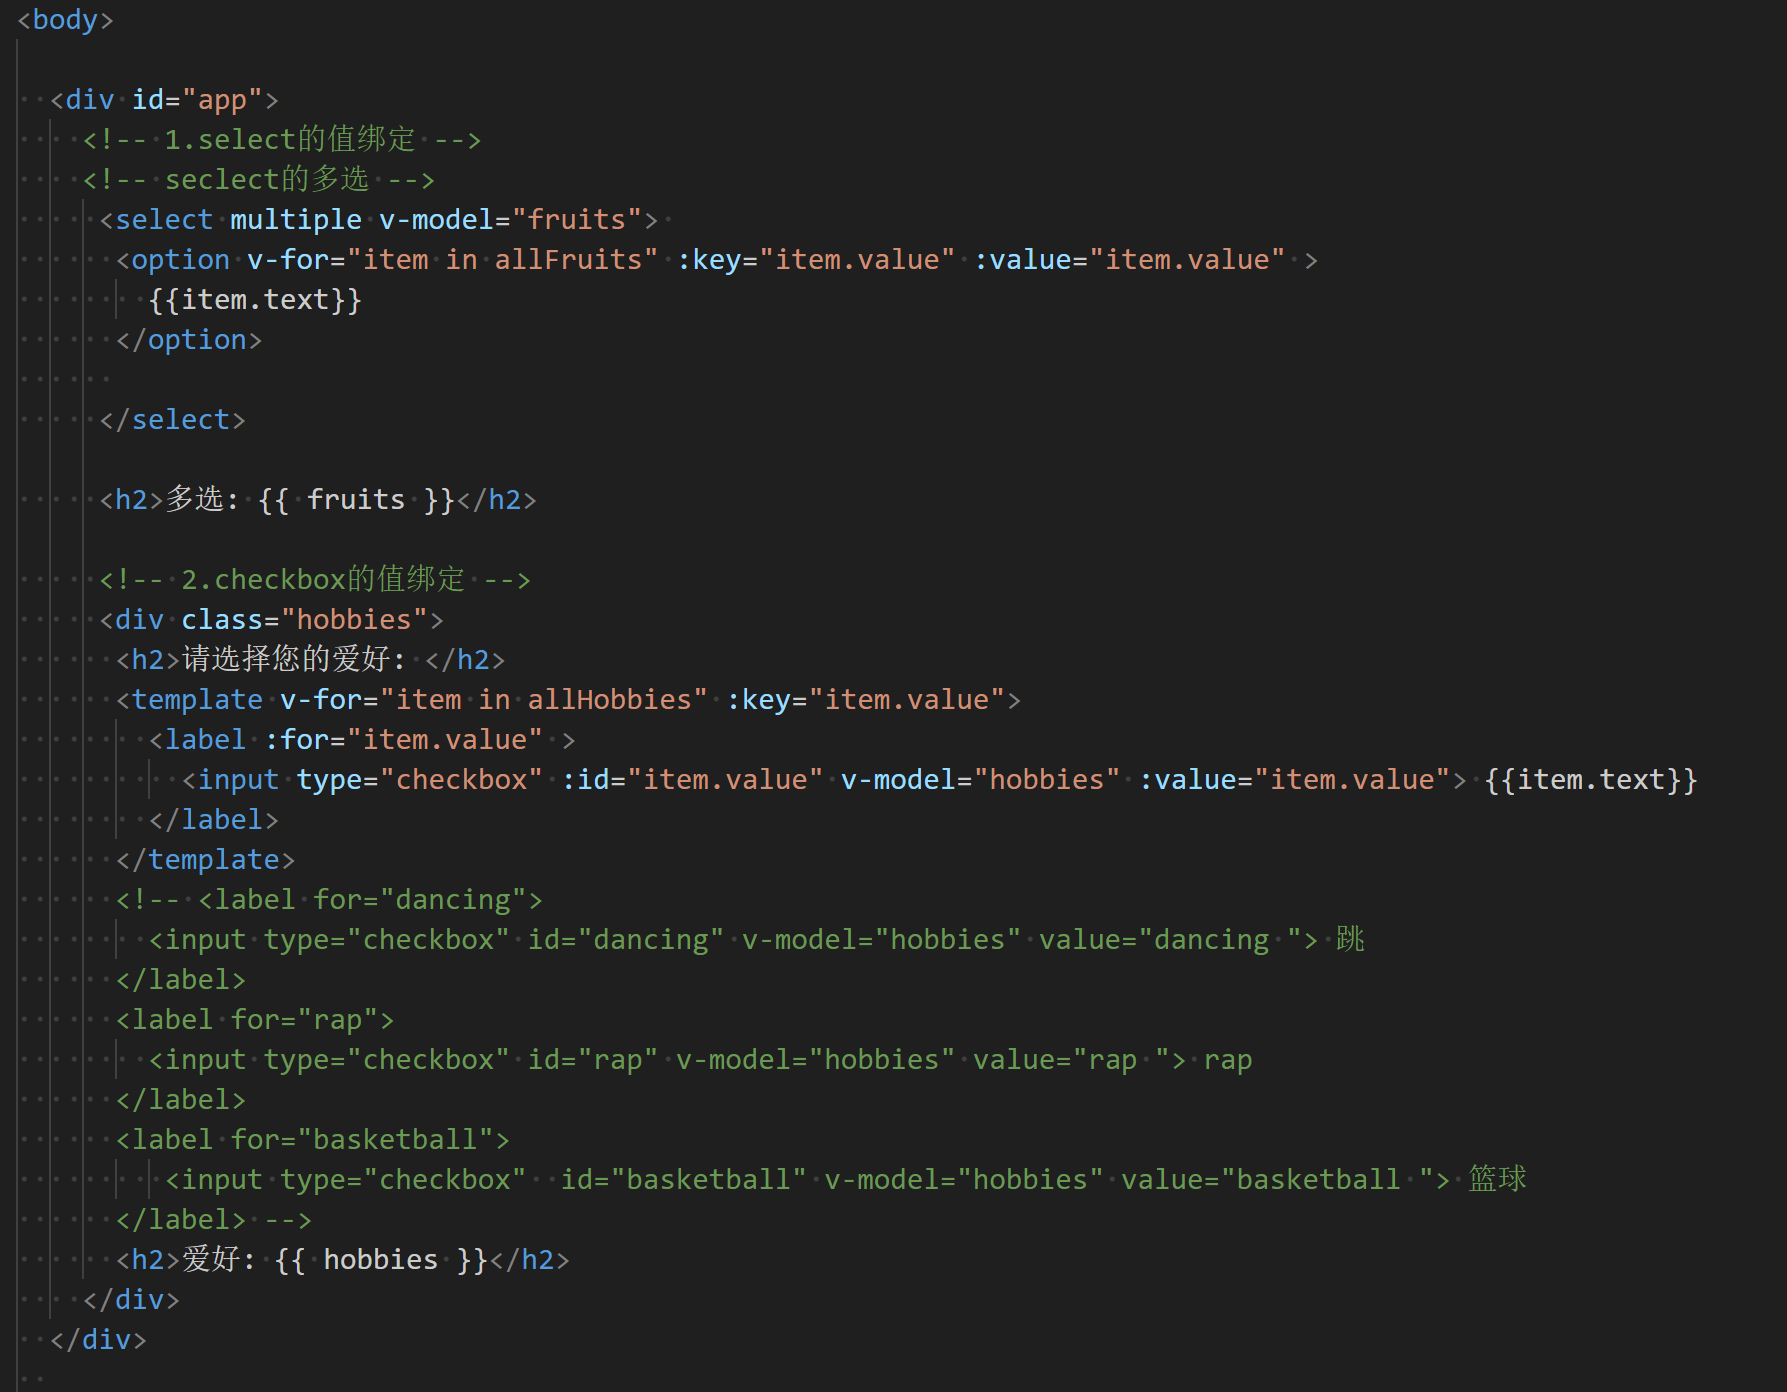 <body>
<div id="app">
<!-- 1.select的值绑定 -->
<!-- seclect的多选 -->
<select multiple v-model="fruits">
<option v-for="item in allFruits" :key="item.value" :value="item.value" >
{{item.text}}
</option>
</select>
<h2>多选: {{ fruits }}</h2>
<!-- 2.checkbox的值绑定 -->
<div class="hobbies">
<h2>请选择您的爱好: </h2>
<template v-for="item in allHobbies" :key="item.value">
<label :for="item.value" >
<input type="checkbox" :id="item.value" v-model="hobbies" :value="item.value"> {{item.text}}
</label>
</template>
<!-- <label for="dancing">
<input type="checkbox" id="dancing" v-model="hobbies" value="dancing "> 跳
</label>
<label for="rap">
<input type="checkbox" id="rap" v-model="hobbies" value="rap "> rap
</label>
<label for="basketball">
<input type="checkbox"  id="basketball" v-model="hobbies" value="basketball "> 篮球
</label> -->
<h2>爱好: {{ hobbies }}</h2>
</div>
</div>